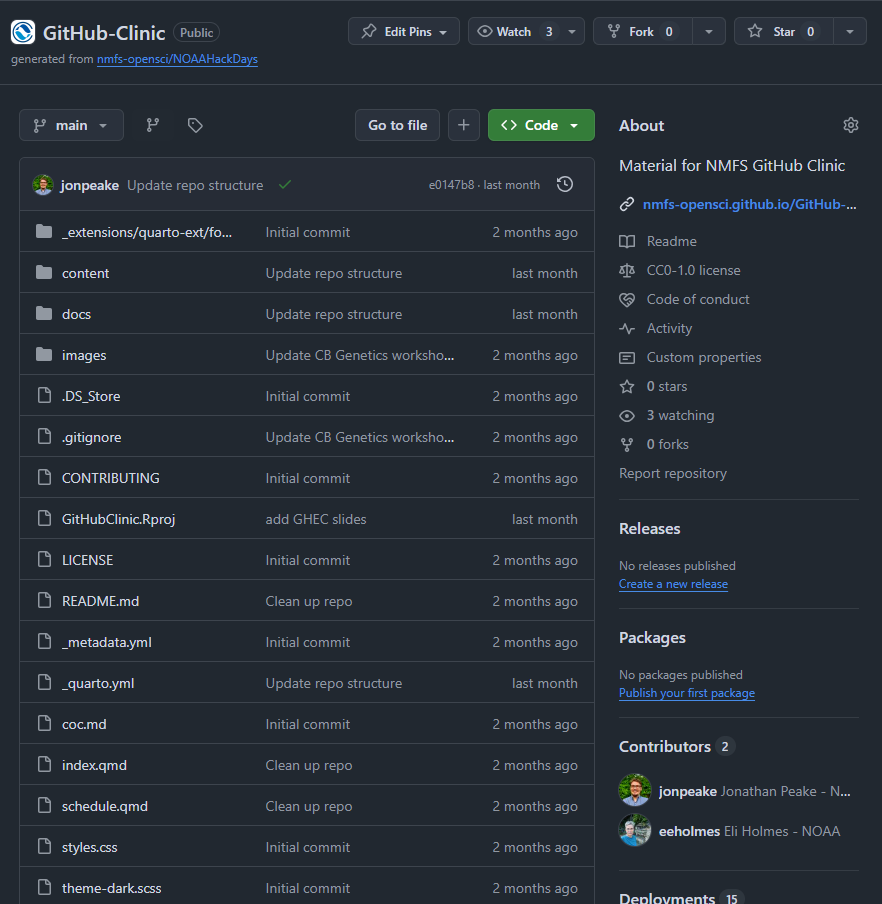 GitHub-Clinic Public Edit Pins Watch 3 Fork 0 Star 0
generated from nmfs-opensci/NOAAHackDays
main Go to file Code
jonpeake Update repo structure e0147b8 · last month
_extensions/quarto-ext/fo... Initial commit 2 months ago
content Update repo structure last month
docs Update repo structure last month
images Update CB Genetics worksho... 2 months ago
.DS_Store Initial commit 2 months ago
.gitignore Update CB Genetics worksho... 2 months ago
CONTRIBUTING Initial commit 2 months ago
GitHubClinic.Rproj add GHEC slides last month
LICENSE Initial commit 2 months ago
README.md Clean up repo 2 months ago
_metadata.yml Initial commit 2 months ago
_quarto.yml Update repo structure last month
coc.md Initial commit 2 months ago
index.qmd Clean up repo 2 months ago
schedule.qmd Clean up repo 2 months ago
styles.css Initial commit 2 months ago
theme-dark.scss Initial commit 2 months ago
About
Material for NMFS GitHub Clinic
nmfs-opensci.github.io/GitHub-...
Readme
CC0-1.0 license
Code of conduct
Activity
Custom properties
0 stars
3 watching
0 forks
Report repository
Releases
No releases published
Create a new release
Packages
No packages published
Publish your first package
Contributors 2
jonpeake Jonathan Peake - N...
eeholmes Eli Holmes - NOAA
Deployments 15